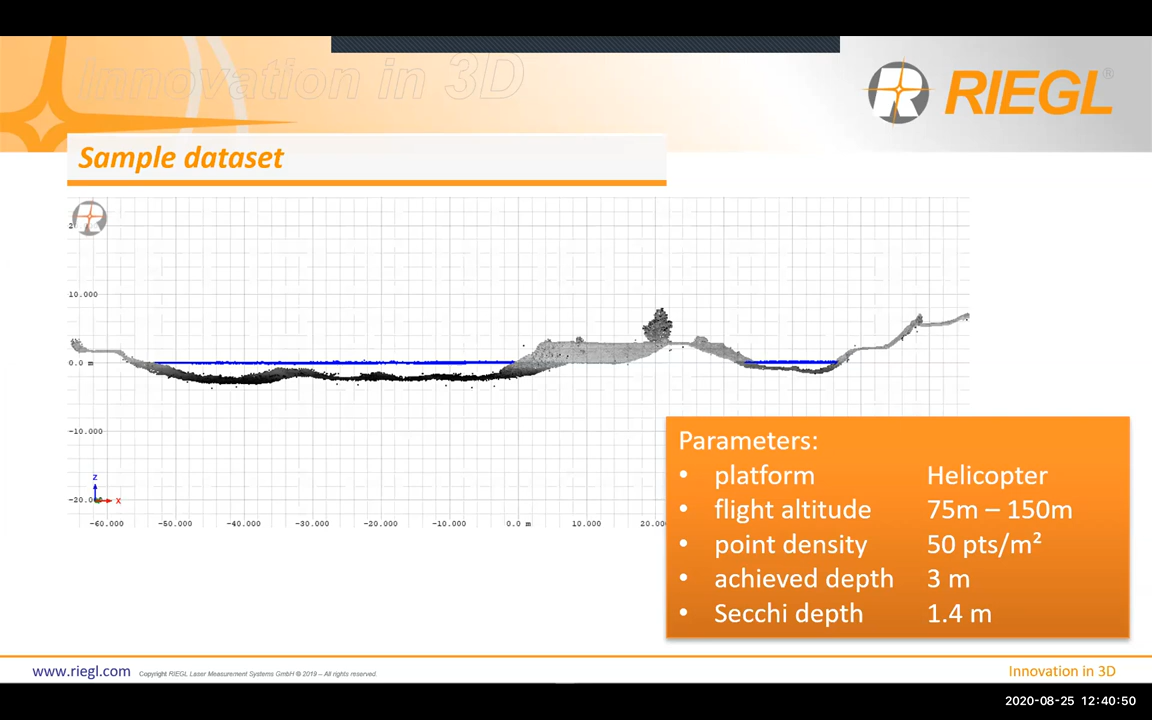 Innovation in 3D
RIEGL®
Sample dataset
R
2
10.000
0.0 m
-10.000
-20.0
Z
X
-60.000
-50.000
-40.000
-30.000
-20.000
-10.000
0.0 m
10.000
20.000
Parameters:
• platform Helicopter
• flight altitude 75m – 150m
• point density 50 pts/m²
• achieved depth 3 m
• Secchi depth 1.4 m
www.riegl.com Copyright RIEGL Laser Measurement Systems GmbH © 2019 – All rights reserved. Innovation in 3D
2020-08-25 12:40:50